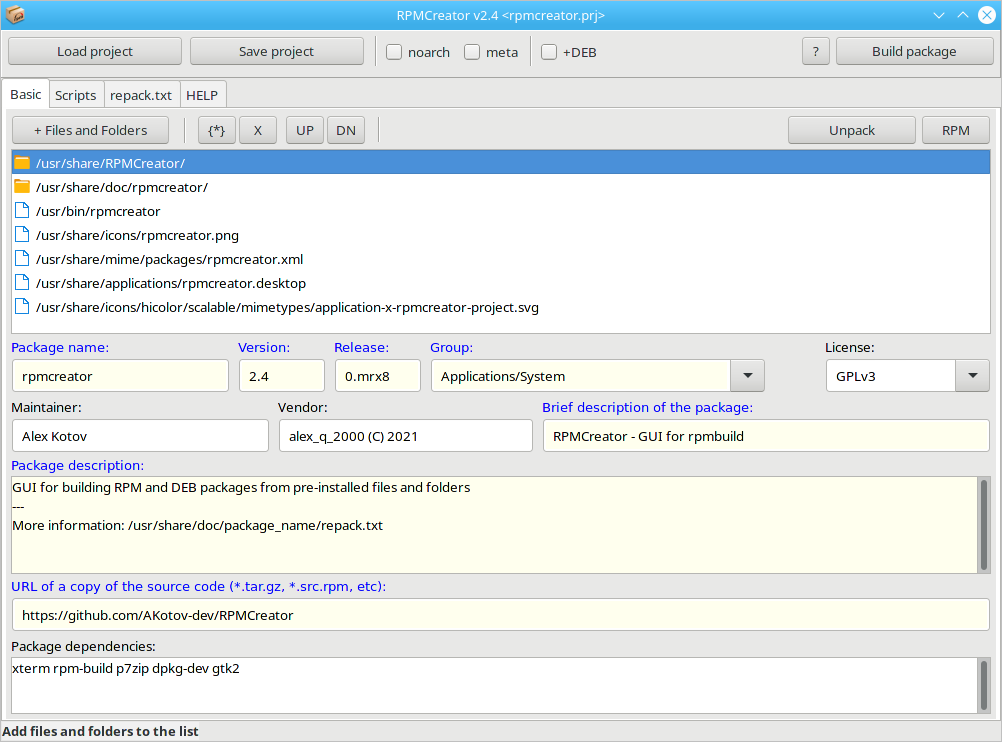 RPMCreator v2.4 <rpmcreator.prj>
Load project Save project noarch meta +DEB ? Build package
Basic Scripts repack.txt HELP
+ Files and Folders {*} X UP DN Unpack RPM
/usr/share/RPMCreator/
/usr/share/doc/rpmcreator/
/usr/bin/rpmcreator
/usr/share/icons/rpmcreator.png
/usr/share/mime/packages/rpmcreator.xml
/usr/share/applications/rpmcreator.desktop
/usr/share/icons/hicolor/scalable/mimetypes/application-x-rpmcreator-project.svg
Package name: Version: Release: Group: License:
rpmcreator 2.4 0.mrx8 Applications/System GPLv3
Maintainer: Vendor: Brief description of the package:
Alex Kotov alex_q_2000 (C) 2021 RPMCreator - GUI for rpmbuild
Package description:
GUI for building RPM and DEB packages from pre-installed files and folders
---
More information: /usr/share/doc/package_name/repack.txt
URL of a copy of the source code (*.tar.gz, *.src.rpm, etc):
https://github.com/AKotov-dev/RPMCreator
Package dependencies:
xterm rpm-build p7zip dpkg-dev gtk2
Add files and folders to the list